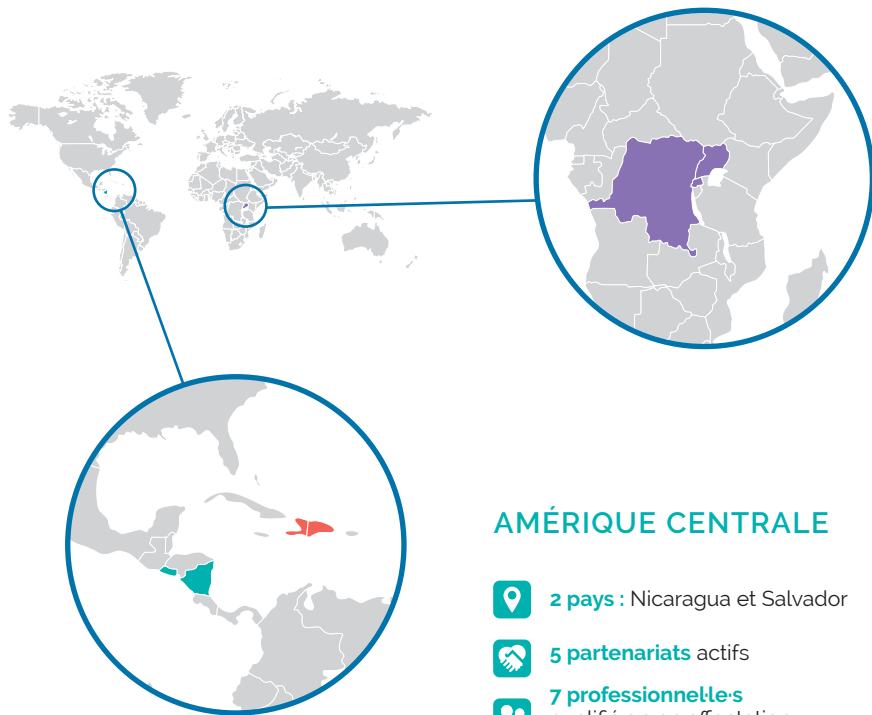 AMÉRIQUE CENTRALE
2 pays : Nicaragua et Salvador
5 partenariats actifs
7 professionnel·le·s